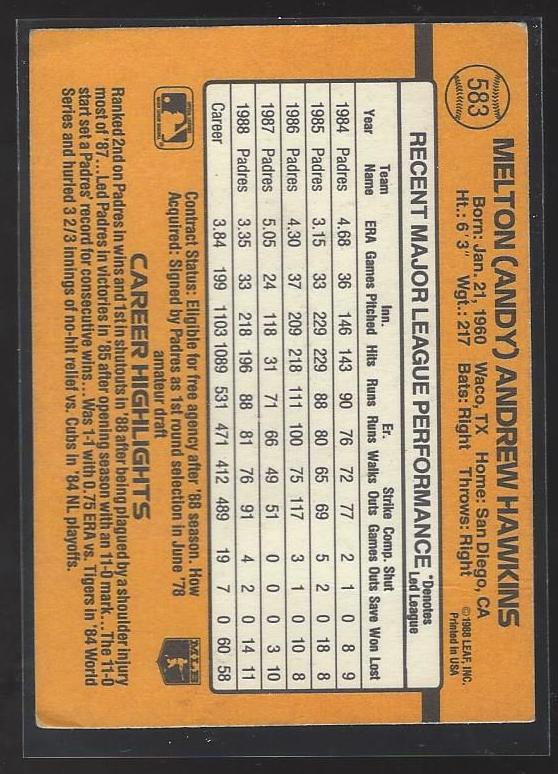 583
MELTON (ANDY) ANDREW HAWKINS
Born: Jan. 21, 1960 Waco, TX Home: San Diego, CA
Ht.: 6' 3" Wgt.: 217 Bats: Right Throws: Right
© 1988 LEAF, INC.
Printed in USA
RECENT MAJOR LEAGUE PERFORMANCE *Denotes Led League
Year Team Name ERA Games Inn. Pitched Hits Runs Er. Runs Walks Strike Outs Comp. Games Shut Outs Save Won Lost
1984 Padres 4.68 36 146 143 90 76 72 77 2 1 0 8 9
1985 Padres 3.15 33 229 229 88 80 65 69 5 2 0 18 8
1986 Padres 4.30 37 209 218 111 100 75 117 3 1 0 10 8
1987 Padres 5.05 24 118 31 71 66 49 51 0 0 0 3 10
1988 Padres 3.35 33 218 196 88 81 76 91 4 2 0 14 11
Career 3.84 199 1103 1089 531 471 412 489 19 7 0 60 58
Contract Status: Eligible for free agency after '88 season. How
Acquired: Signed by Padres as 1st round selection in June '78
amateur draft
MLB
CAREER HIGHLIGHTS
Ranked 2nd on Padres in wins and 1st in shutouts in '88 after being plagued by a shoulder injury
most of '87...Led Padres in victories in '85 after opening season with an 11-0 mark...The 11-0
start set a Padres' record for consecutive wins...Was 1-1 with 0.75 ERA vs. Tigers in '84 World
Series and hurled 3 2/3 innings of no-hit relief vs. Cubs in '84 NL playoffs.